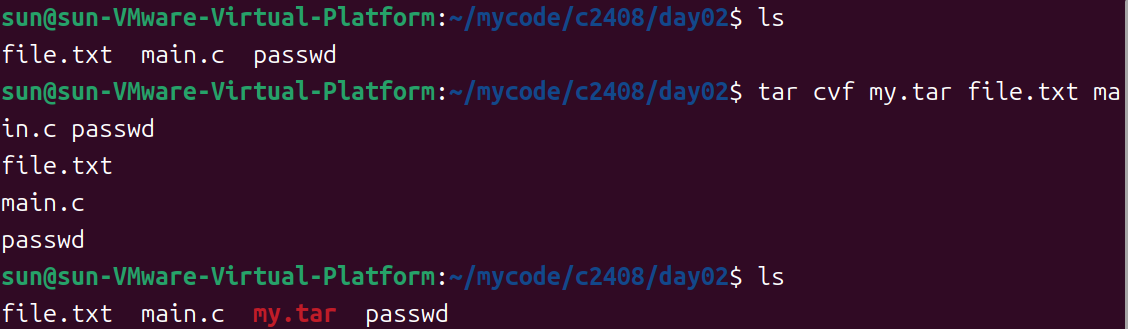 sun@sun-VMware-Virtual-Platform:~/mycode/c2408/day02$ ls
file.txt  main.c  passwd
sun@sun-VMware-Virtual-Platform:~/mycode/c2408/day02$ tar cvf my.tar file.txt ma
in.c passwd
file.txt
main.c
passwd
sun@sun-VMware-Virtual-Platform:~/mycode/c2408/day02$ ls
file.txt  main.c  my.tar  passwd